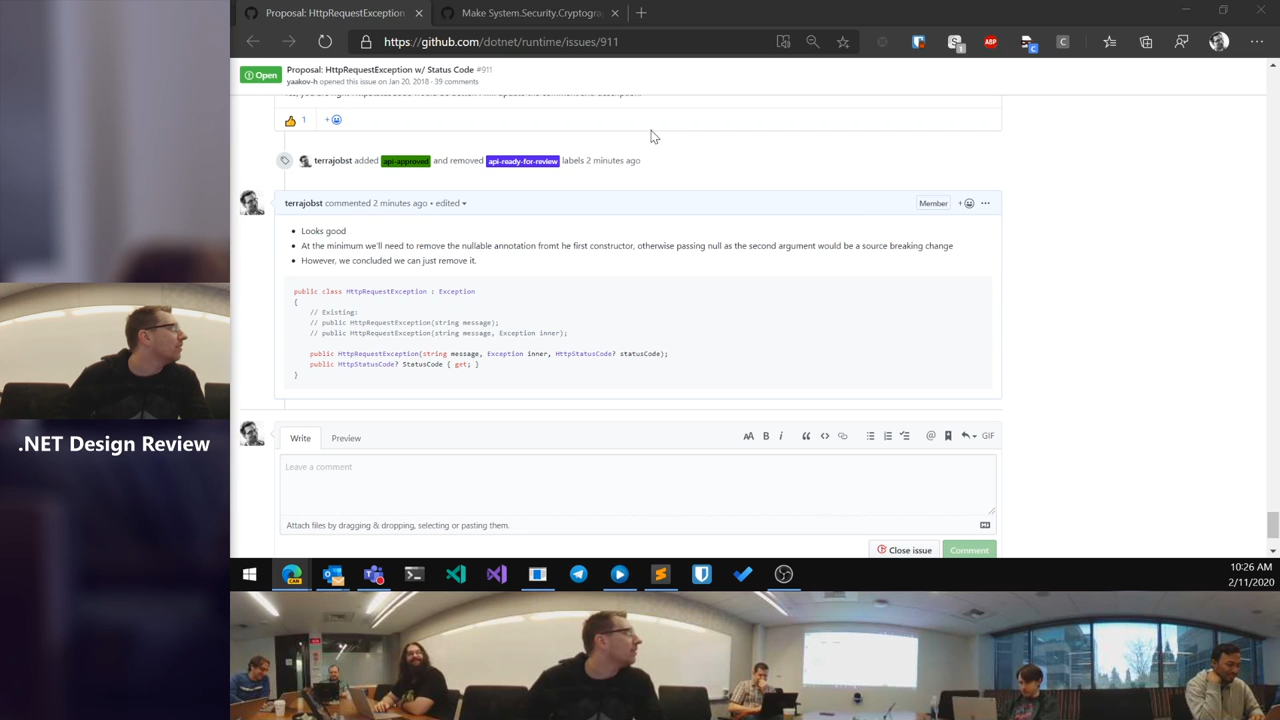 Proposal: HttpRequestException
Make System.Security.Cryptogra
https://github.com/dotnet/runtime/issues/911
Open
Proposal: HttpRequestException w/ Status Code #911
yaakov-h opened this issue on Jan 20, 2018 · 39 comments
1
terrajobst added api-approved and removed api-ready-for-review labels 2 minutes ago
terrajobst commented 2 minutes ago • edited
Member
Looks good
At the minimum we'll need to remove the nullable annotation fromt he first constructor, otherwise passing null as the second argument would be a source breaking change
However, we concluded we can just remove it.
public class HttpRequestException : Exception
{
// Existing:
// public HttpRequestException(string message);
// public HttpRequestException(string message, Exception inner);
public HttpRequestException(string message, Exception inner, HttpStatusCode? statusCode);
public HttpStatusCode? StatusCode { get; }
}
Write
Preview
GIF
Leave a comment
Attach files by dragging & dropping, selecting or pasting them.
Close issue
Comment
.NET Design Review
10:26 AM
2/11/2020